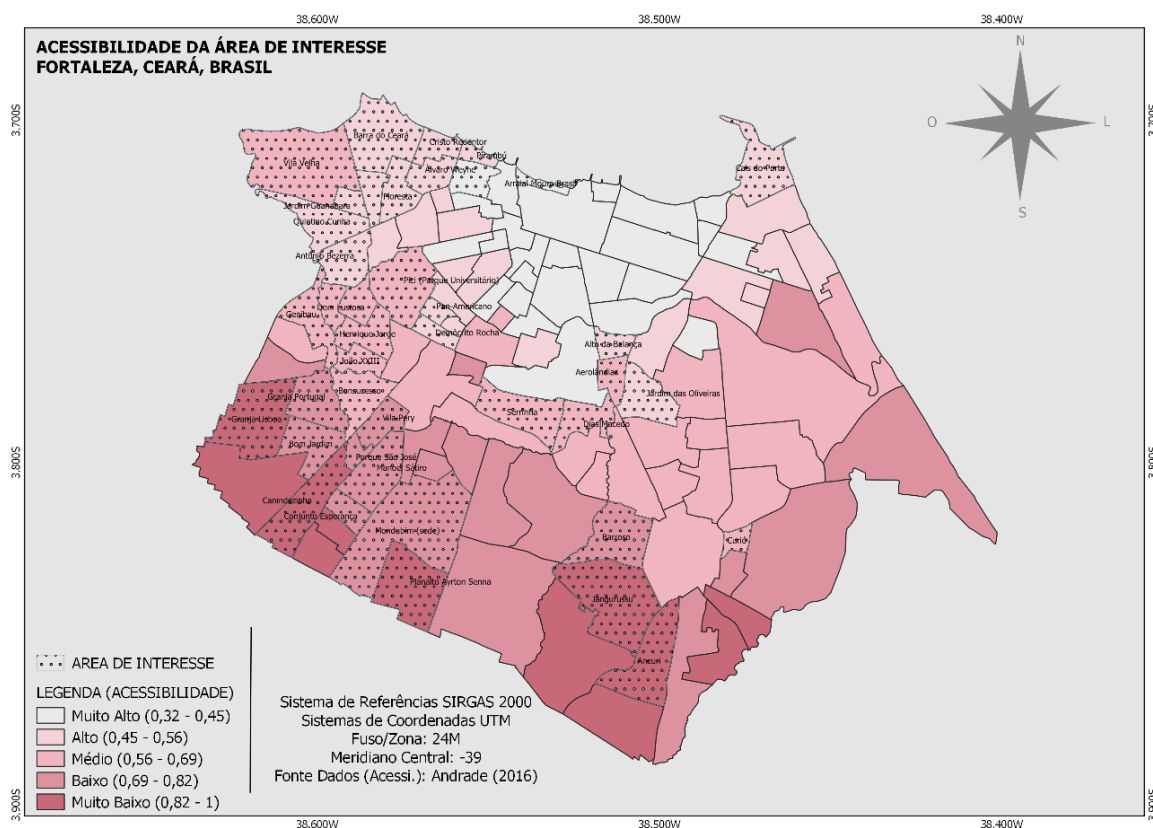 38.600W
38.500W
38.400W
ACESSIBILIDADE DA ÁREA DE INTERESSE
FORTALEZA, CEARÁ, BRASIL
N
O
L
S
3.700S
3.700S
Barra do Ceará
Cristo Redentor
Pirambú
Vila Velha
Álvaro Weyne
Arraial Moura Brasil
Cais do Porto
Floresta
Jardim Guanabara
Quintino Cunha
Antônio Bezerra
Pici (Parque Universitário)
Dom Lustosa
Pan Americano
Genibaú
Henrique Jorge
Demócrito Rocha
Alto da Balança
João XXIII
Aerolândia
Bonsucesso
Jardim das Oliveiras
Granja Portugal
Granja Lisboa
Vila Pery
Serrinha
Dias Macedo
Bom Jardim
Parque São José
Manoel Sátiro
3.800S
3.800S
Canindezinho
Conjunto Esperança
Mondubim (sede)
Barroso
Curió
Planalto Ayrton Senna
Jangurussu
Ancuri
ÁREA DE INTERESSE
LEGENDA (ACESSIBILIDADE)
Muito Alto (0,32 - 0,45)
Alto (0,45 - 0,56)
Médio (0,56 - 0,69)
Baixo (0,69 - 0,82)
Muito Baixo (0,82 - 1)
Sistema de Referências SIRGAS 2000
Sistemas de Coordenadas UTM
Fuso/Zona: 24M
Meridiano Central: -39
Fonte Dados (Acessi.): Andrade (2016)
3.900S
3.900S
38.600W
38.500W
38.400W